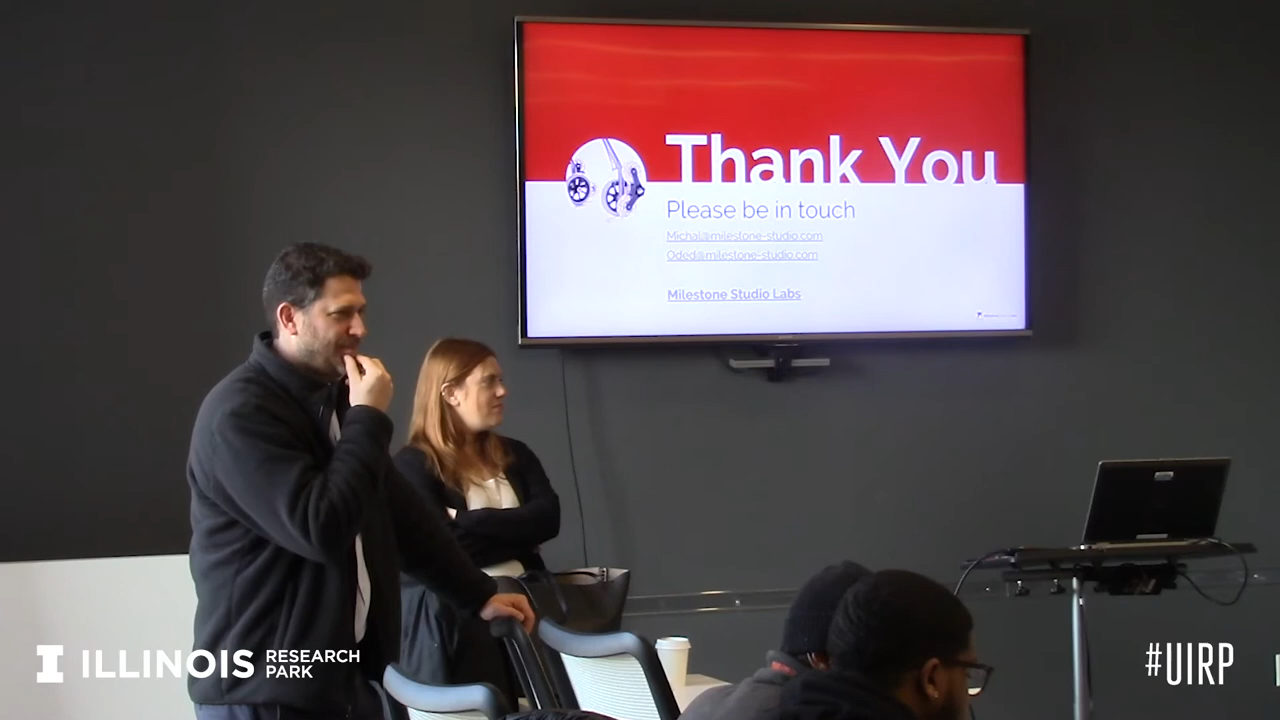 Thank You
Please be in touch
Michal@milestone-studio.com
Oded@milestone-studio.com
Milestone Studio Labs
ILLINOIS RESEARCH PARK
#UIRP